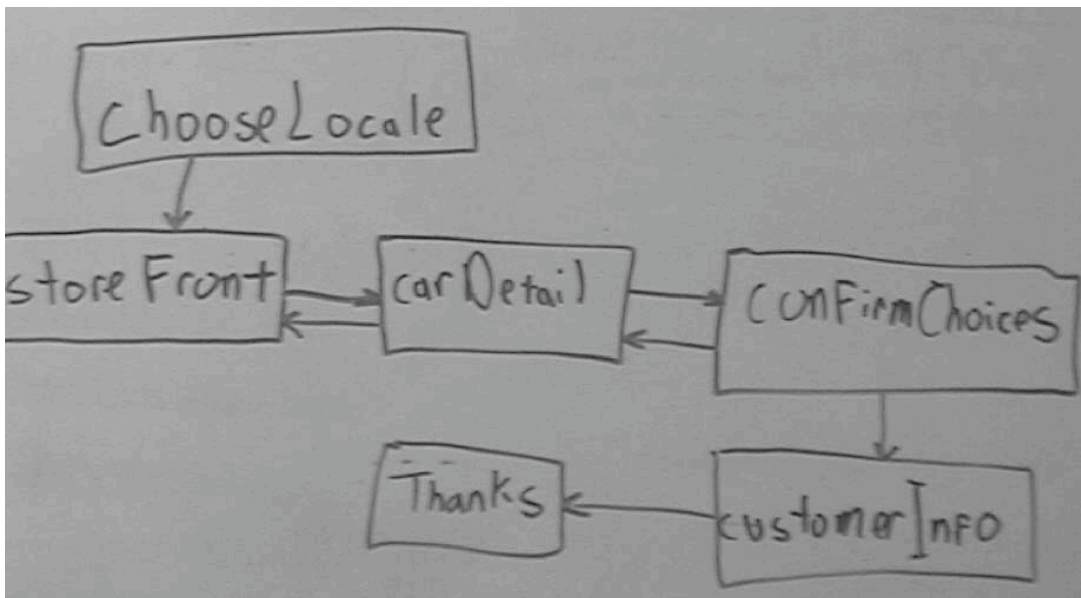 chooseLocale
storeFront
carDetail
confirmChoices
Thanks
customerInfo